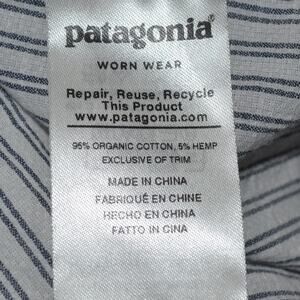 patagonia®
WORN WEAR
Repair, Reuse, Recycle
This Product
www.patagonia.com
95% ORGANIC COTTON, 5% HEMP
EXCLUSIVE OF TRIM
MADE IN CHINA
FABRIQUÉ EN CHINE
HECHO EN CHINA
FATTO IN CINA